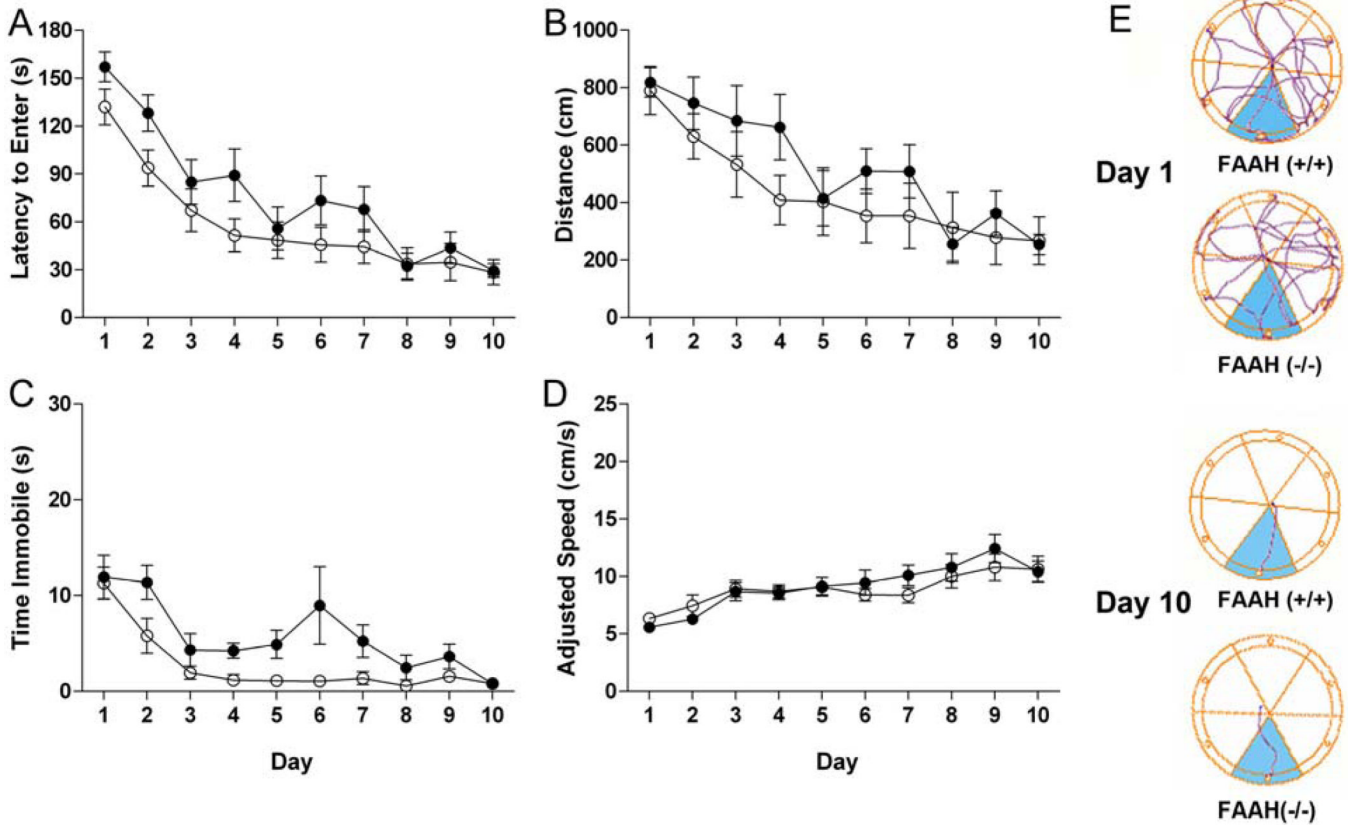 A
Latency to Enter (s)
180
150
120
90
60
30
0
1 2 3 4 5 6 7 8 9 10
B
Distance (cm)
1000
800
600
400
200
0
1 2 3 4 5 6 7 8 9 10
C
Time Immobile (s)
30
20
10
0
1 2 3 4 5 6 7 8 9 10
Day
D
Adjusted Speed (cm/s)
25
20
15
10
5
0
1 2 3 4 5 6 7 8 9 10
Day
E
Day 1
FAAH (+/+)
FAAH (-/-)
Day 10
FAAH (+/+)
FAAH(-/-)